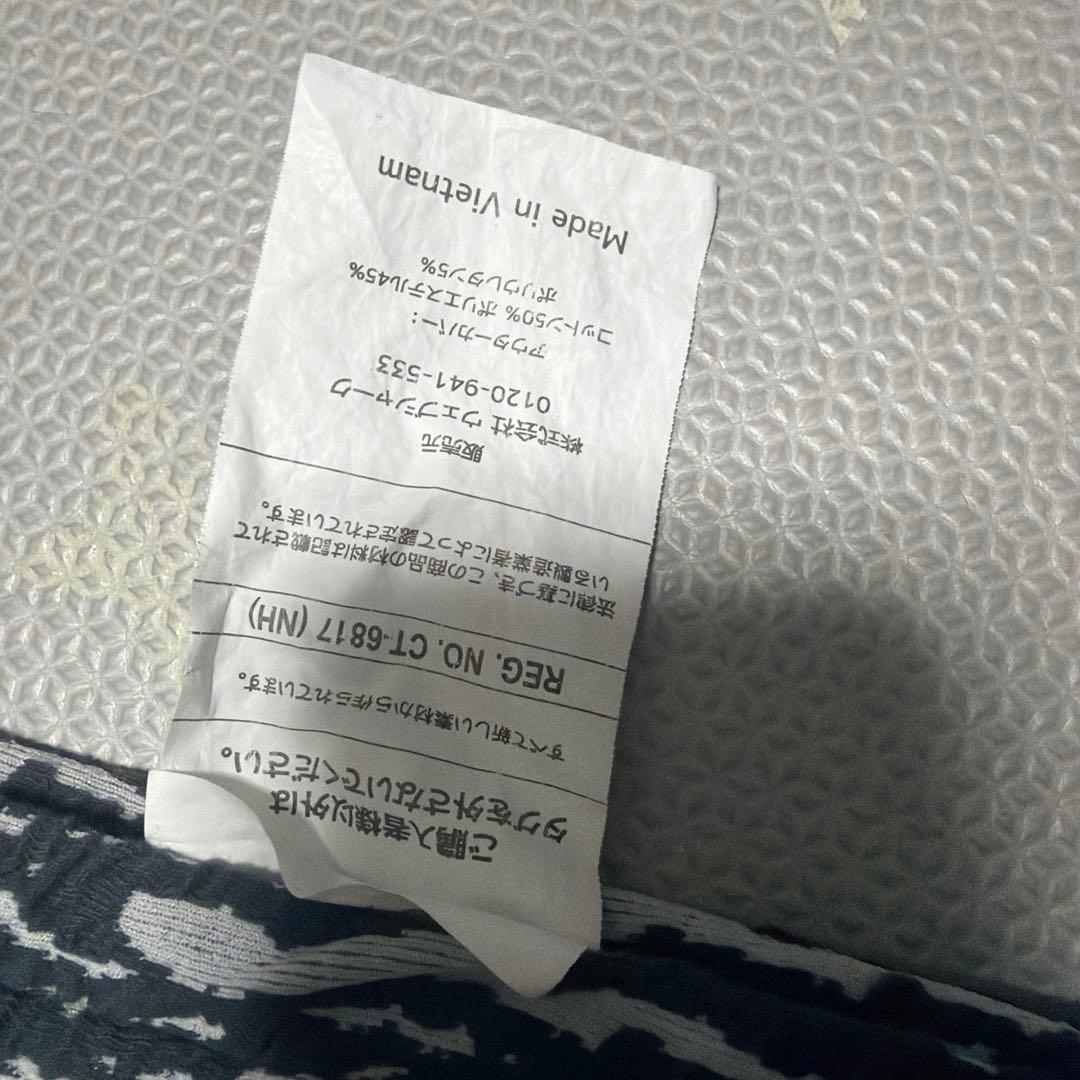 ご購入者様以外は
タグを外さないでください。
すべて新しい素材から作られています。
REG. NO. CT-6817 (NH)
法律に基づき、この商品の材料は記載されて
いる製造業者によって認定されています。
販売元
株式会社 ウェブシャーク
0120-941-533
アウターカバー：
コットン50% ポリエステル45%
ポリウレタン5%
Made in Vietnam